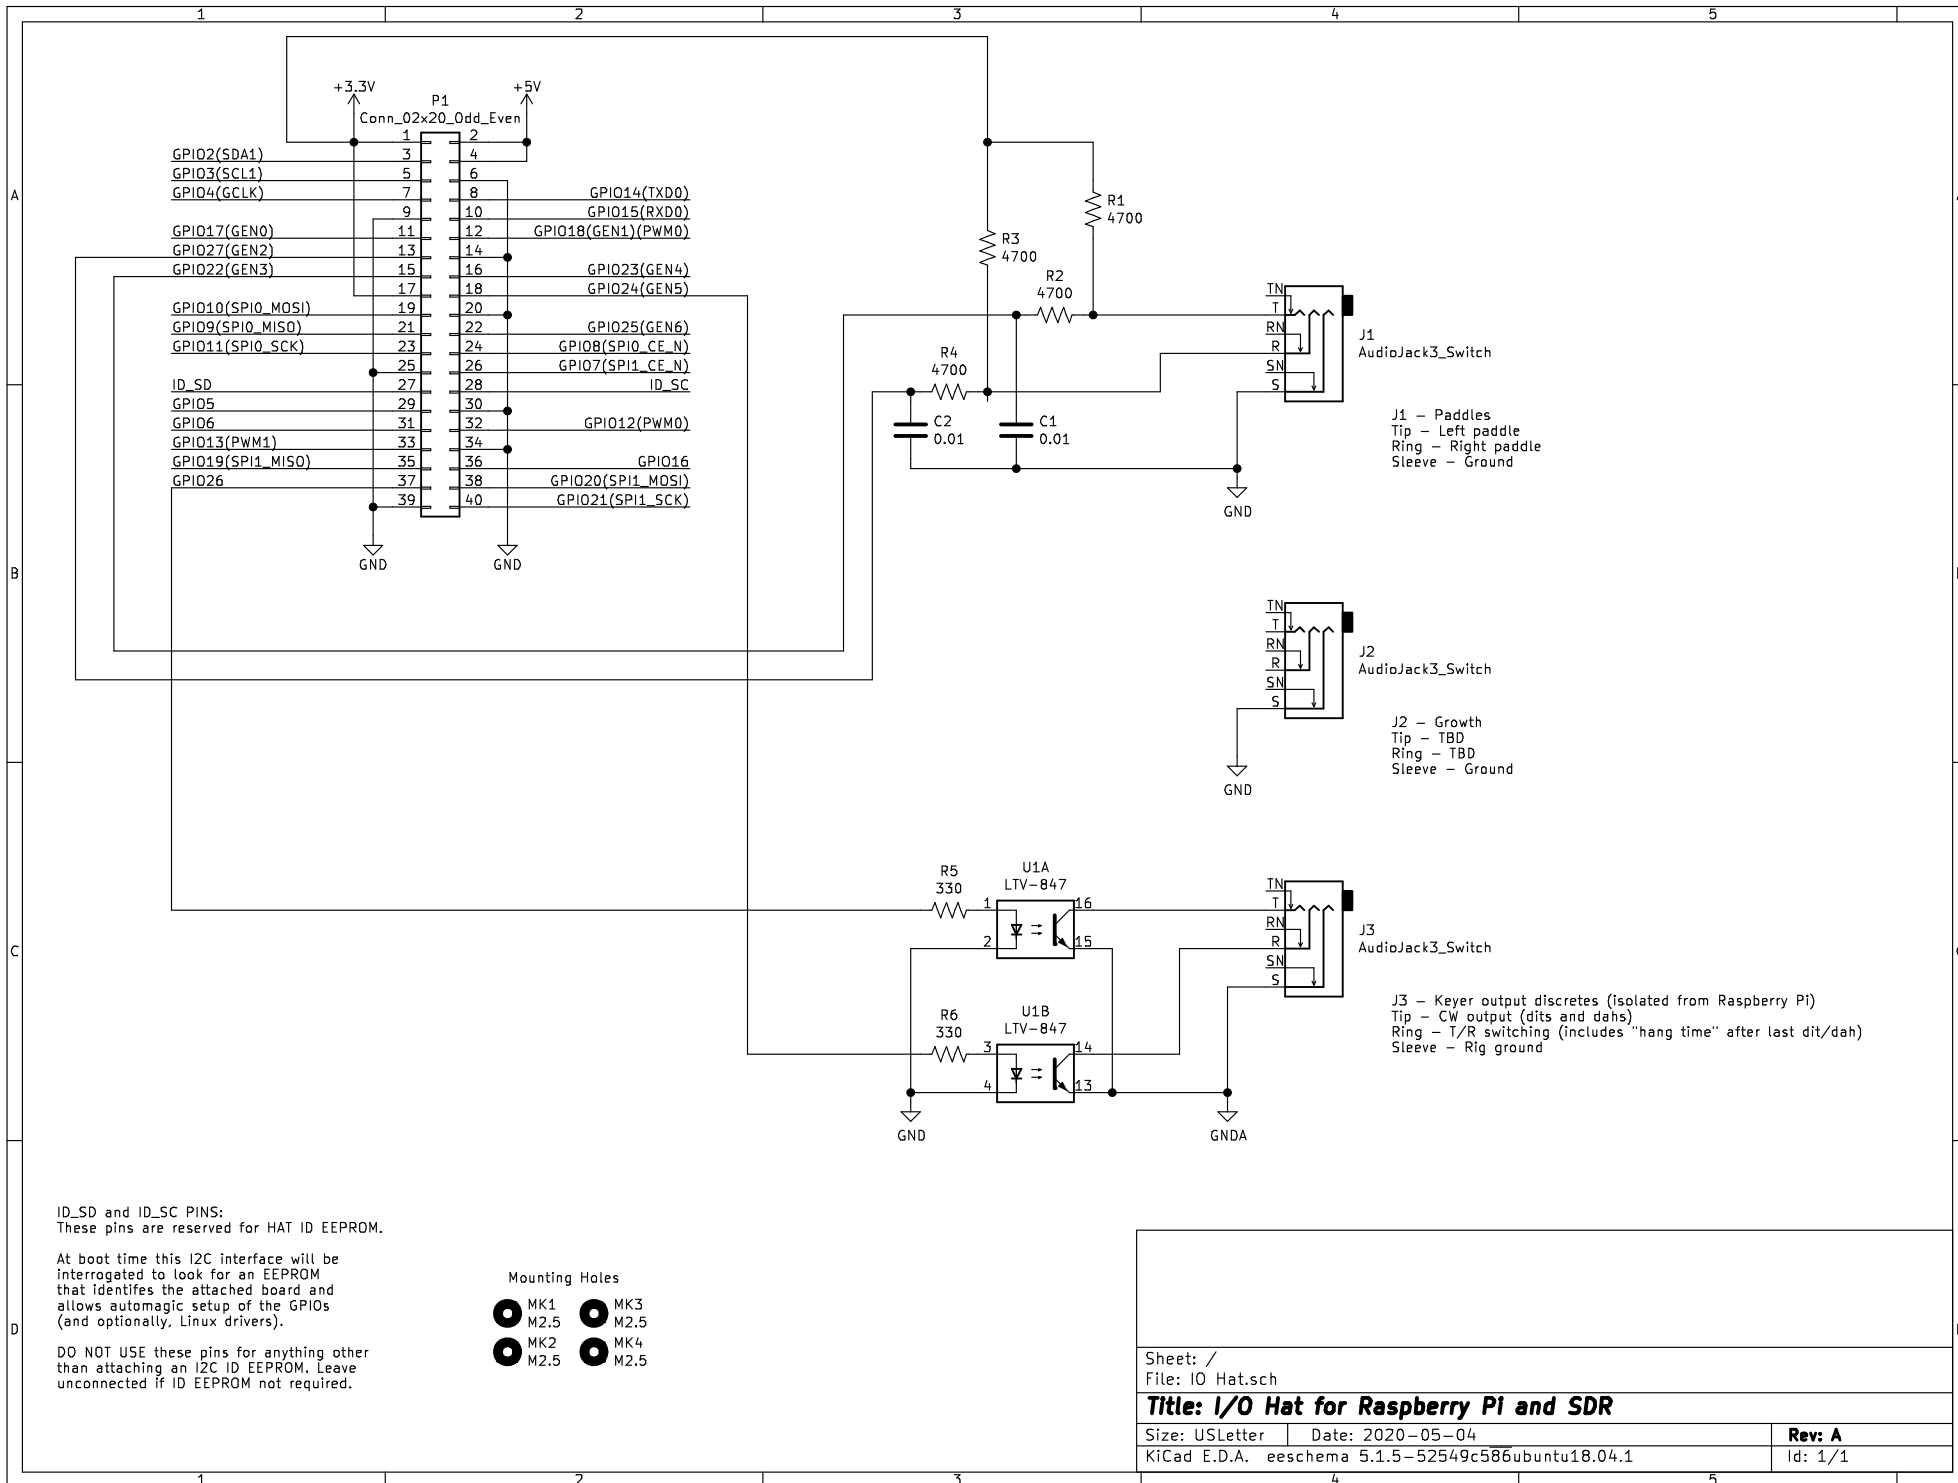 1 2 3 4 5
A
B
C
D
+3.3V
+5V
P1
Conn_02x20_Odd_Even
1 2
GPIO2(SDA1) 3 4
GPIO3(SCL1) 5 6
GPIO4(GCLK) 7 8 GPIO14(TXD0)
9 10 GPIO15(RXD0)
GPIO17(GEN0) 11 12 GPIO18(GEN1)(PWM0)
GPIO27(GEN2) 13 14
GPIO22(GEN3) 15 16 GPIO23(GEN4)
17 18 GPIO24(GEN5)
GPIO10(SPI0_MOSI) 19 20
GPIO9(SPI0_MISO) 21 22 GPIO25(GEN6)
GPIO11(SPI0_SCK) 23 24 GPIO8(SPI0_CE_N)
25 26 GPIO7(SPI1_CE_N)
ID_SD 27 28 ID_SC
GPIO5 29 30
GPIO6 31 32 GPIO12(PWM0)
GPIO13(PWM1) 33 34
GPIO19(SPI1_MISO) 35 36 GPIO16
GPIO26 37 38 GPIO20(SPI1_MOSI)
39 40 GPIO21(SPI1_SCK)
GND
GND
R1
4700
R3
4700
R2
4700
R4
4700
C2
0.01
C1
0.01
GND
TN
T
RN
R
SN
S
J1
AudioJack3_Switch
J1 – Paddles
Tip – Left paddle
Ring – Right paddle
Sleeve – Ground
TN
T
RN
R
SN
S
J2
AudioJack3_Switch
J2 – Growth
Tip – TBD
Ring – TBD
Sleeve – Ground
GND
R5
330
U1A
LTV-847
1
2
16
15
R6
330
U1B
LTV-847
3
4
14
13
GND
GNDA
TN
T
RN
R
SN
S
J3
AudioJack3_Switch
J3 – Keyer output discretes (isolated from Raspberry Pi)
Tip – CW output (dits and dahs)
Ring – T/R switching (includes "hang time" after last dit/dah)
Sleeve – Rig ground
ID_SD and ID_SC PINS:
These pins are reserved for HAT ID EEPROM.
At boot time this I2C interface will be
interrogated to look for an EEPROM
that identifes the attached board and
allows automagic setup of the GPIOs
(and optionally, Linux drivers).
DO NOT USE these pins for anything other
than attaching an I2C ID EEPROM. Leave
unconnected if ID EEPROM not required.
Mounting Holes
MK1
M2.5
MK3
M2.5
MK2
M2.5
MK4
M2.5
Sheet: /
File: IO Hat.sch
Title: I/O Hat for Raspberry Pi and SDR
Size: USLetter Date: 2020-05-04 Rev: A
KiCad E.D.A. eeschema 5.1.5-52549c586ubuntu18.04.1 Id: 1/1
1 2 3 4 5